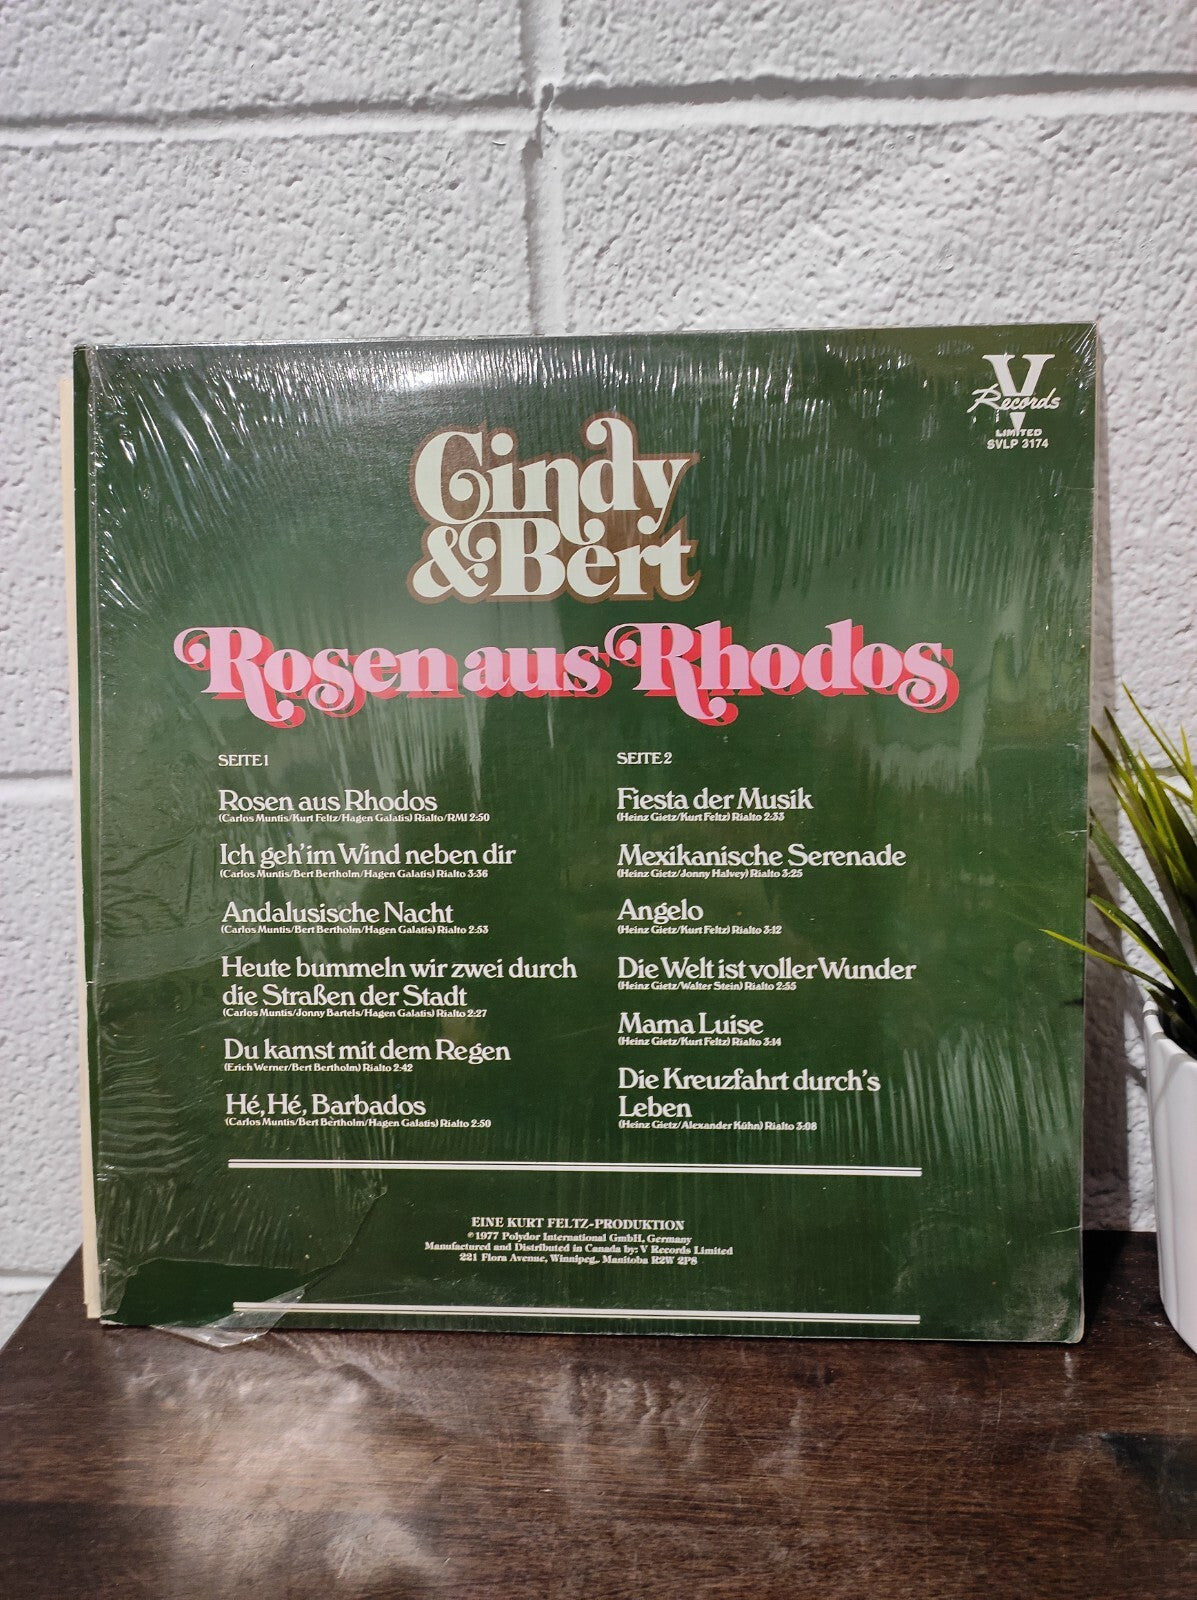 V
Records
LIMITED
SVLP 3174
Cindy
& Bert
Rosen aus Rhodos
SEITE 1
Rosen aus Rhodos
(Carlos Muntis/Kurt Feltz/Hagen Galatis) Rialto/RMI 2:50
Ich geh' im Wind neben dir
(Carlos Muntis/Bert Bertholm/Hagen Galatis) Rialto 3:36
Andalusische Nacht
(Carlos Muntis/Bert Bertholm/Hagen Galatis) Rialto 2:53
Heute bummeln wir zwei durch
die Straßen der Stadt
(Carlos Muntis/Jonny Bartels/Hagen Galatis) Rialto 2:27
Du kamst mit dem Regen
(Erich Werner/Bert Bertholm) Rialto 2:42
Hé, Hé, Barbados
(Carlos Muntis/Bert Bertholm/Hagen Galatis) Rialto 2:50
SEITE 2
Fiesta der Musik
(Heinz Gietz/Kurt Feltz) Rialto 2:33
Mexikanische Serenade
(Heinz Gietz/Jonny Halvey) Rialto 3:25
Angelo
(Heinz Gietz/Kurt Feltz) Rialto 3:12
Die Welt ist voller Wunder
(Heinz Gietz/Walter Stein) Rialto 2:55
Mama Luise
(Heinz Gietz/Kurt Feltz) Rialto 3:14
Die Kreuzfahrt durch's
Leben
(Heinz Gietz/Alexander Kühn) Rialto 3:08
EINE KURT FELTZ-PRODUKTION
℗ 1977 Polydor International GmbH, Germany
Manufactured and Distributed in Canada by: V Records Limited
221 Flora Avenue, Winnipeg,. Manitoba R2W 2P8